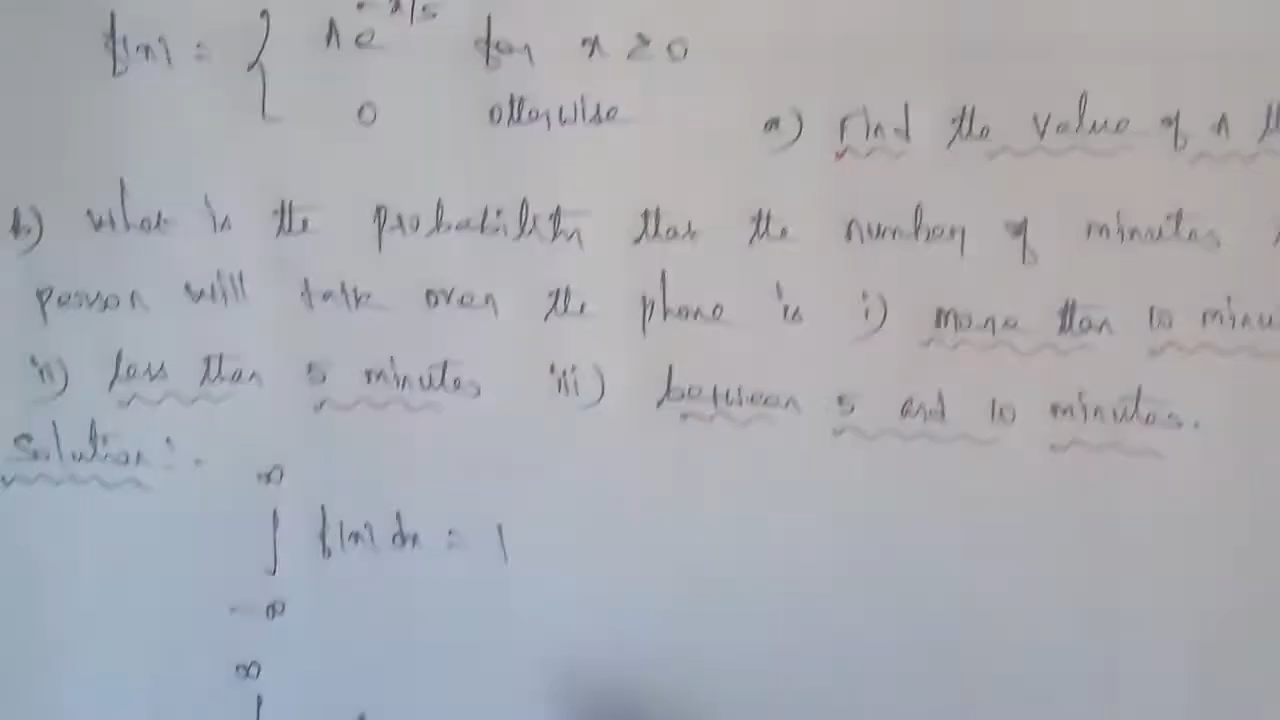 f(x) = { λe^{-x/5} for x ≥ 0
0 otherwise
a) Find the value of λ
b) what is the probability that the number of minutes
person will talk over the phone is i) more than 10 minu
ii) less than 5 minutes iii) between 5 and 10 minutes.
Solution:-
∫_{-∞}^{∞} f(x) dx = 1
∞